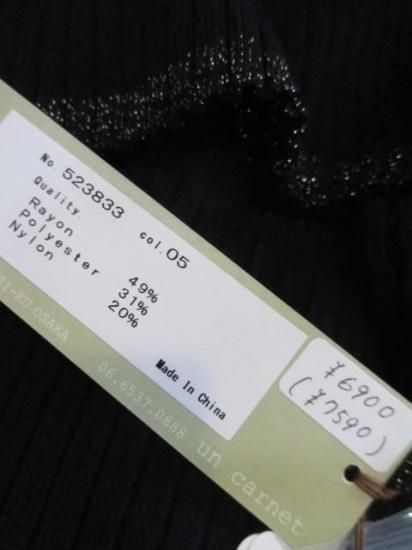 No. 523833 col. 05
Quality.
Rayon 49%
Polyester 31%
Nylon 20%
Made In China
OSAKA
06.6537.0888 un carnet
¥6900
(¥7590)